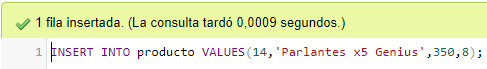 1 fila insertada. (La consulta tardó 0,0009 segundos.)
1 INSERT INTO producto VALUES(14,'Parlantes x5 Genius',350,8);